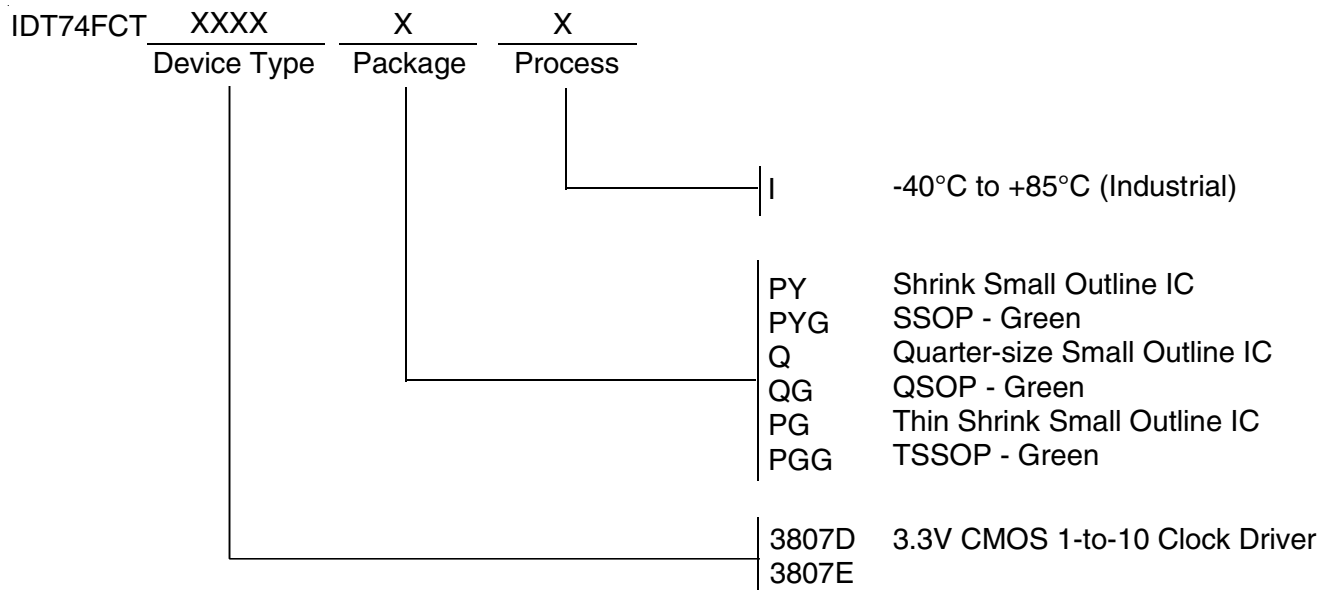 IDT74FCT XXXX X X
Device Type Package Process
I -40°C to +85°C (Industrial)
PY Shrink Small Outline IC
PYG SSOP - Green
Q Quarter-size Small Outline IC
QG QSOP - Green
PG Thin Shrink Small Outline IC
PGG TSSOP - Green
3807D 3.3V CMOS 1-to-10 Clock Driver
3807E